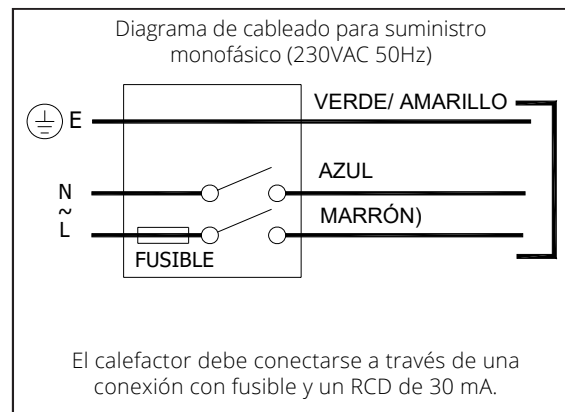 Diagrama de cableado para suministro
monofásico (230VAC 50Hz)
VERDE/ AMARILLO
E
AZUL
N
~
MARRÓN)
L
FUSIBLE
El calefactor debe conectarse a través de una
conexión con fusible y un RCD de 30 mA.